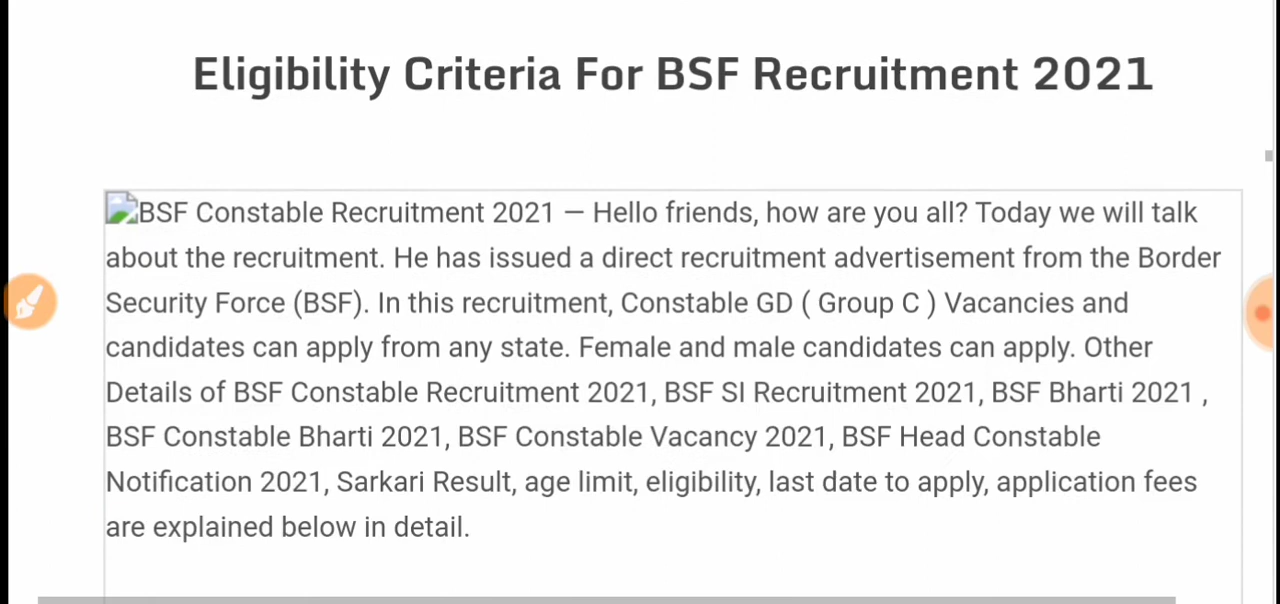 Eligibility Criteria For BSF Recruitment 2021
BSF Constable Recruitment 2021 — Hello friends, how are you all? Today we will talk
about the recruitment. He has issued a direct recruitment advertisement from the Border
Security Force (BSF). In this recruitment, Constable GD ( Group C ) Vacancies and
candidates can apply from any state. Female and male candidates can apply. Other
Details of BSF Constable Recruitment 2021, BSF SI Recruitment 2021, BSF Bharti 2021 ,
BSF Constable Bharti 2021, BSF Constable Vacancy 2021, BSF Head Constable
Notification 2021, Sarkari Result, age limit, eligibility, last date to apply, application fees
are explained below in detail.